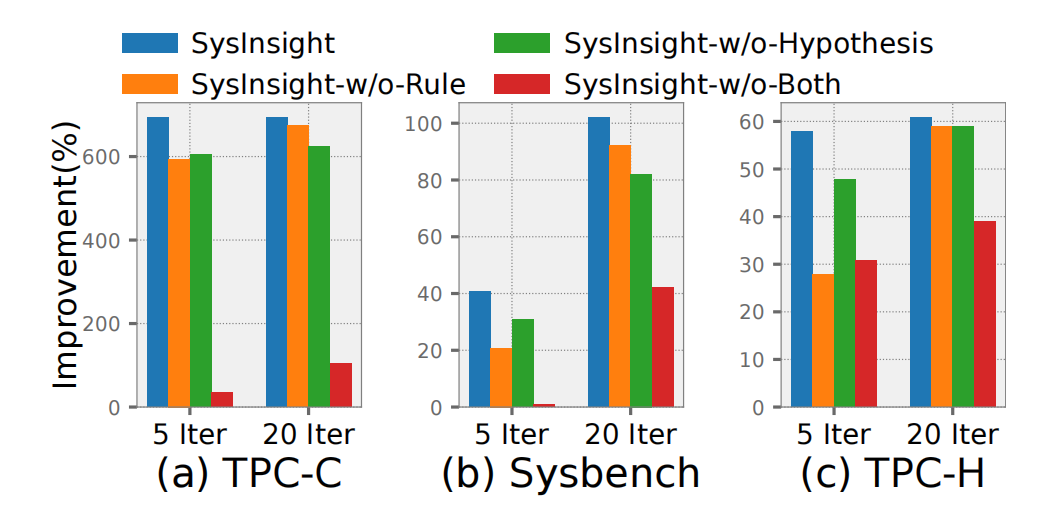 SysInsight
SysInsight-w/o-Hypothesis
SysInsight-w/o-Rule
SysInsight-w/o-Both
Improvement(%)
600
400
200
0
5 Iter
20 Iter
(a) TPC-C
100
80
60
40
20
0
5 Iter
20 Iter
(b) Sysbench
60
50
40
30
20
10
0
5 Iter
20 Iter
(c) TPC-H